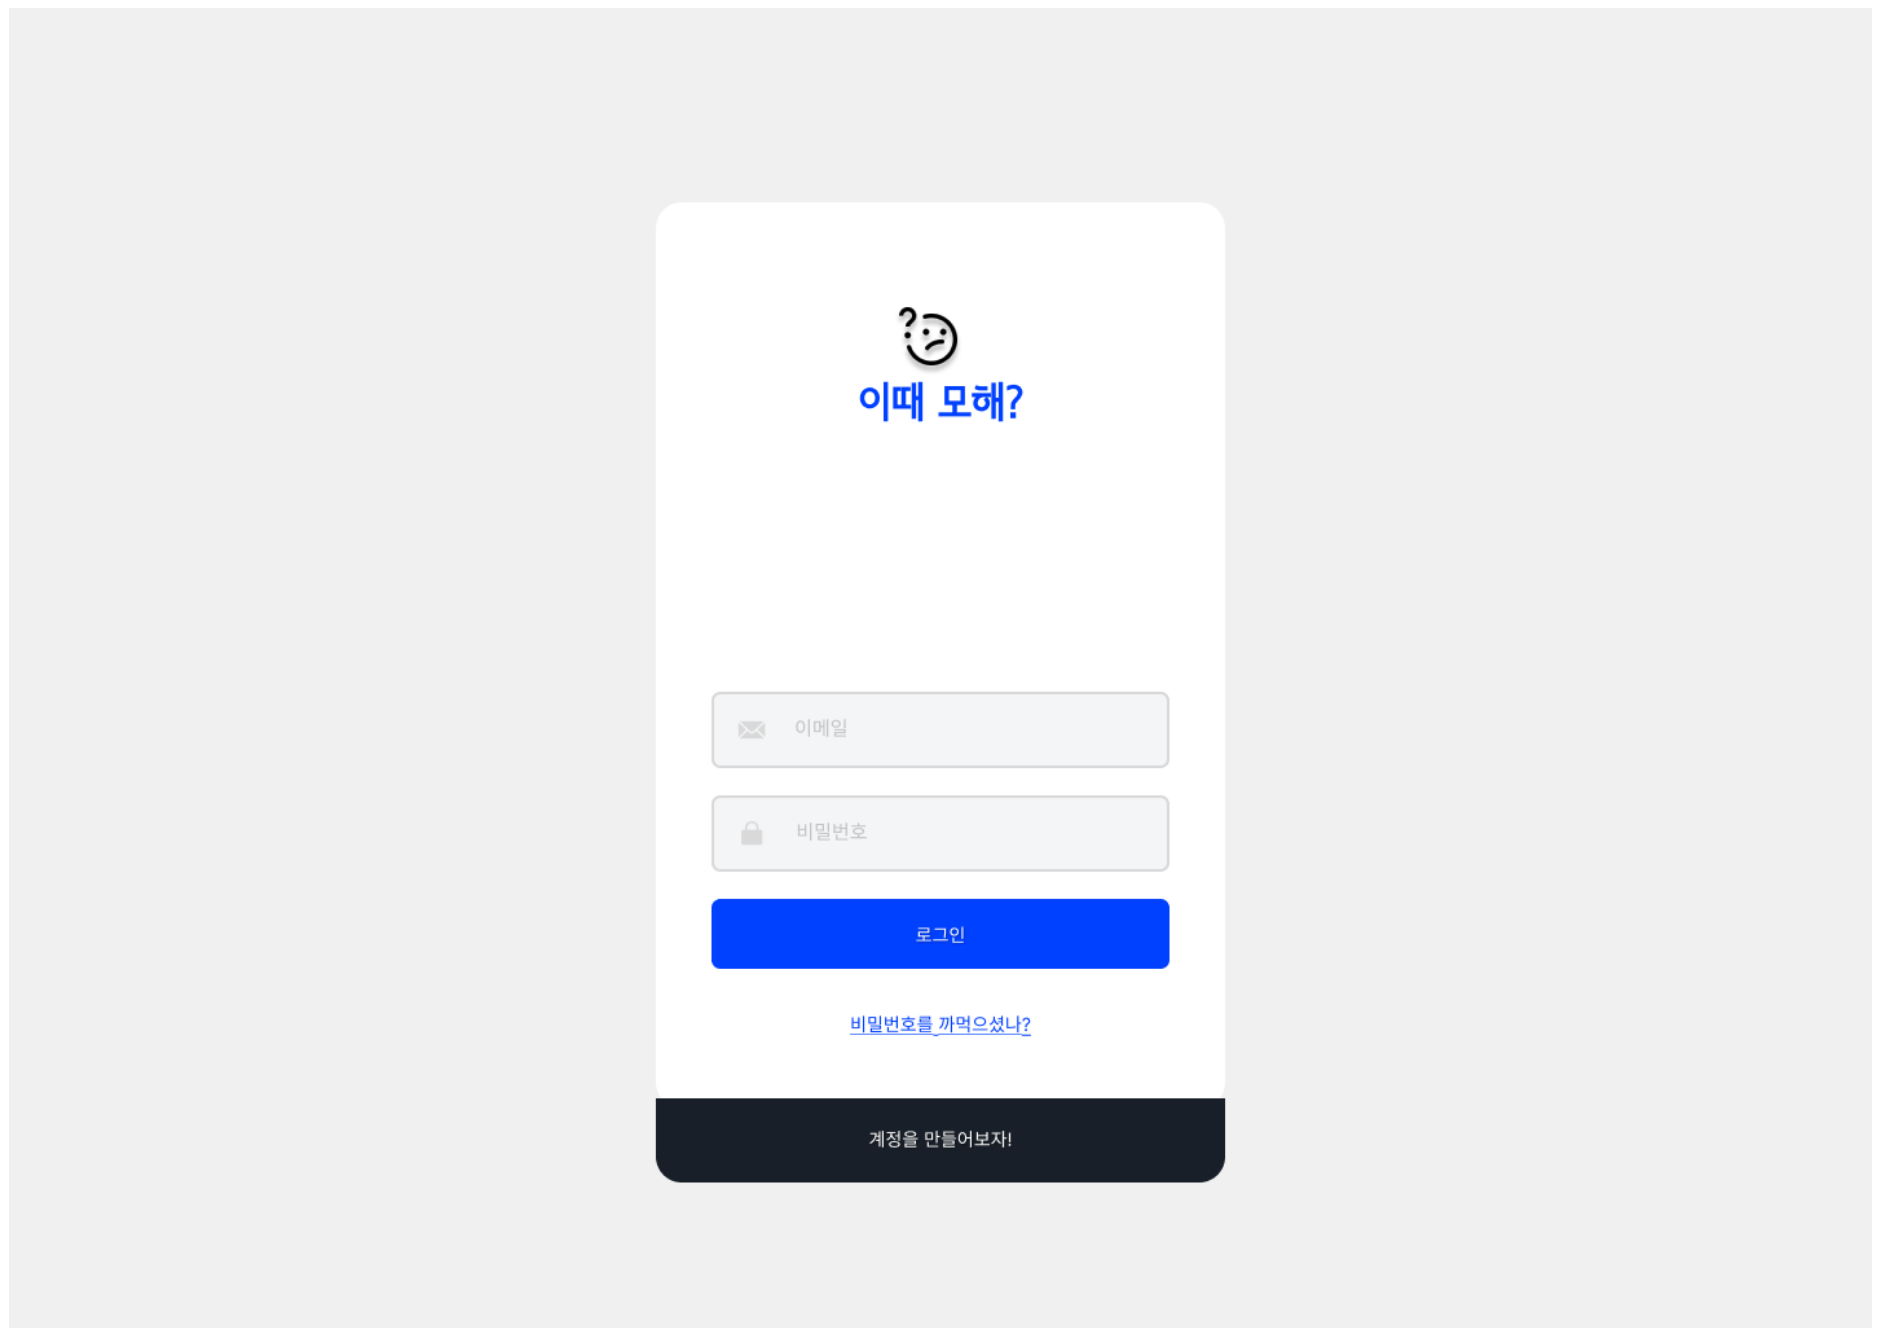 이때 모해?
이메일
비밀번호
로그인
비밀번호를 까먹으셨나?
계정을 만들어보자!